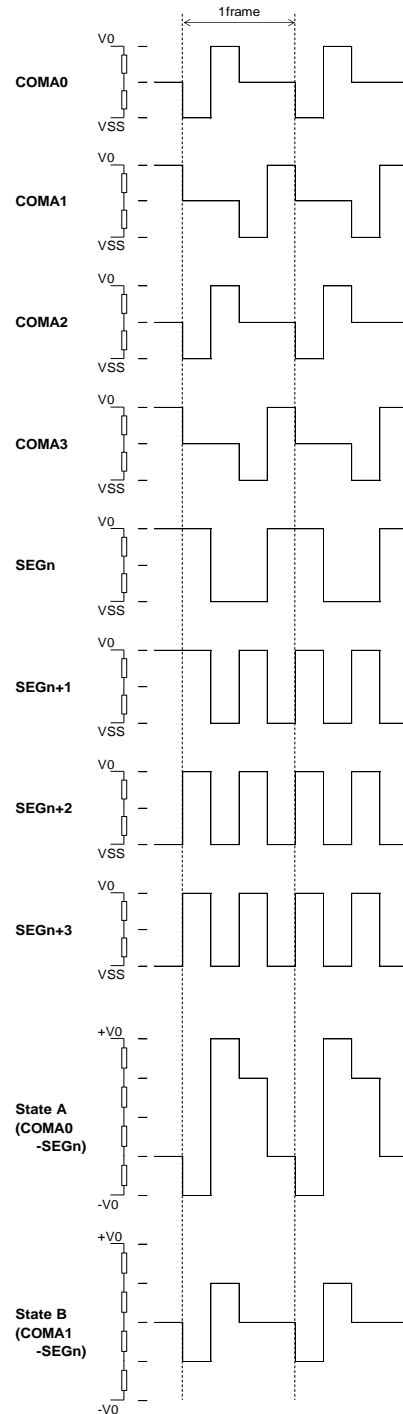 1frame
V0
COMA0
VSS
V0
COMA1
VSS
V0
COMA2
VSS
V0
COMA3
VSS
V0
SEGn
VSS
V0
SEGn+1
VSS
V0
SEGn+2
VSS
V0
SEGn+3
VSS
+V0
State A
(COMA0
-SEGn)
-V0
+V0
State B
(COMA1
-SEGn)
-V0